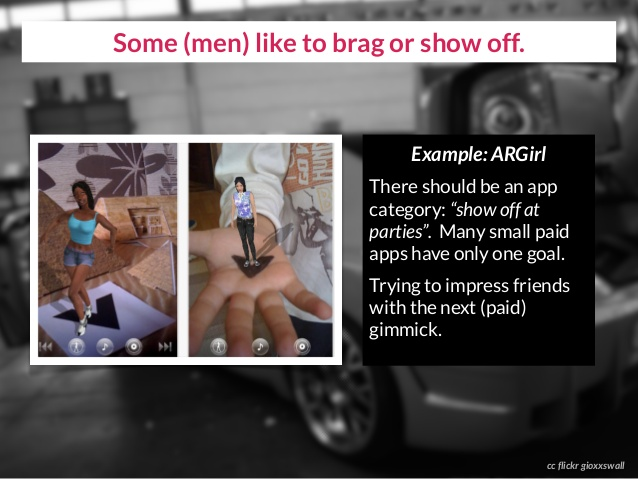 Some (men) like to brag or show off.
Example: ARGirl
There should be an app
category: “show off at
parties”. Many small paid
apps have only one goal.
Trying to impress friends
with the next (paid)
gimmick.
cc flickr gioxxswall